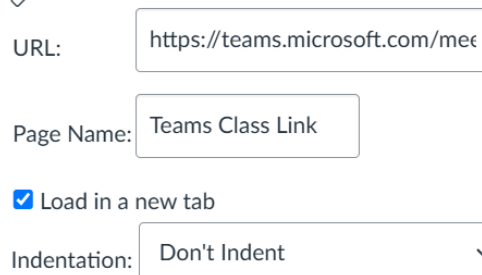 URL: https://teams.microsoft.com/mee
Page Name: Teams Class Link
Load in a new tab
Indentation: Don't Indent